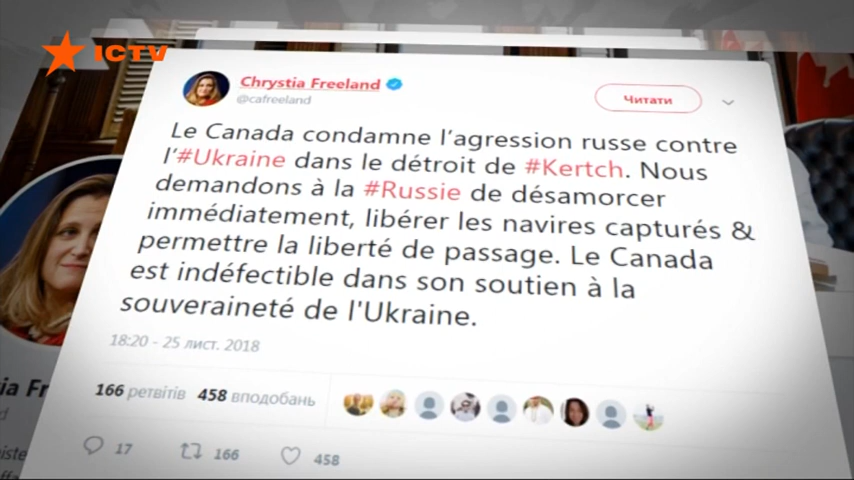 ICTV
Chrystia Freeland
@cafreeland
Читати
Le Canada condamne l'agression russe contre
l'#Ukraine dans le détroit de #Kertch. Nous
demandons à la #Russie de désamorcer
immédiatement, libérer les navires capturés &
permettre la liberté de passage. Le Canada
est indéfectible dans son soutien à la
souveraineté de l'Ukraine.
18:20 - 25 лист. 2018
166 ретвітів 458 вподобань
17 166 458